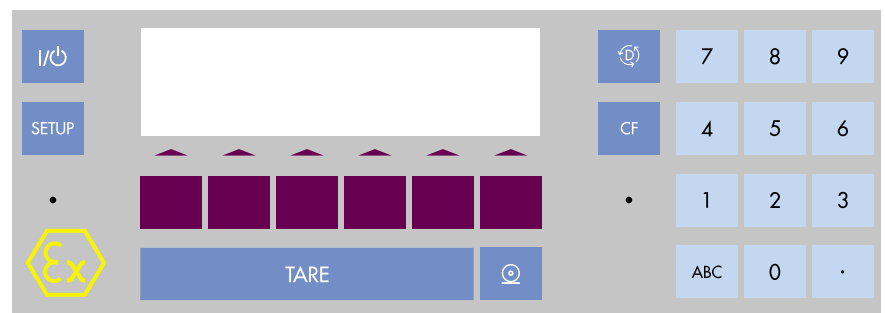 I/⏻
D
7 8 9
SETUP
CF
4 5 6
1 2 3
Ex
TARE
ABC 0 .